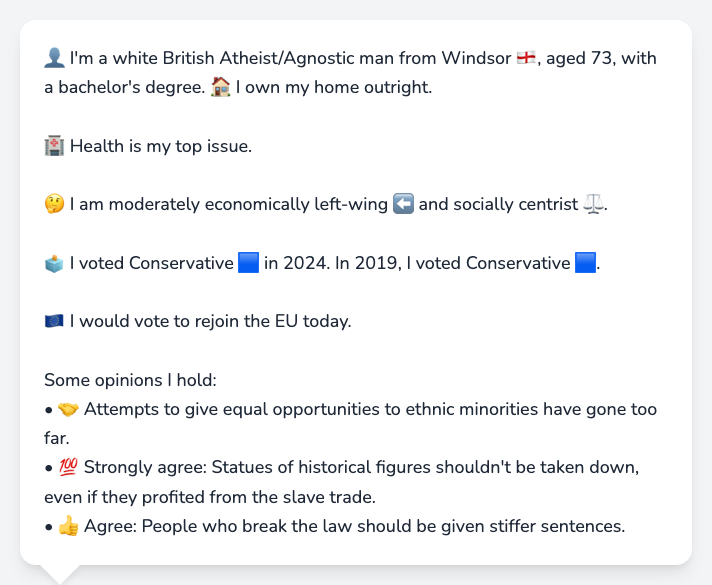 👤 I'm a white British Atheist/Agnostic man from Windsor 🏴󠁧󠁢󠁥󠁮󠁧󠁿, aged 73, with
a bachelor's degree. 🏠 I own my home outright.
🏥 Health is my top issue.
🤔 I am moderately economically left-wing ⬅️ and socially centrist ⚖️.
🗳️ I voted Conservative 🟦 in 2024. In 2019, I voted Conservative 🟦.
🇪🇺 I would vote to rejoin the EU today.
Some opinions I hold:
• 🤝 Attempts to give equal opportunities to ethnic minorities have gone too
far.
• 💯 Strongly agree: Statues of historical figures shouldn't be taken down,
even if they profited from the slave trade.
• 👍 Agree: People who break the law should be given stiffer sentences.